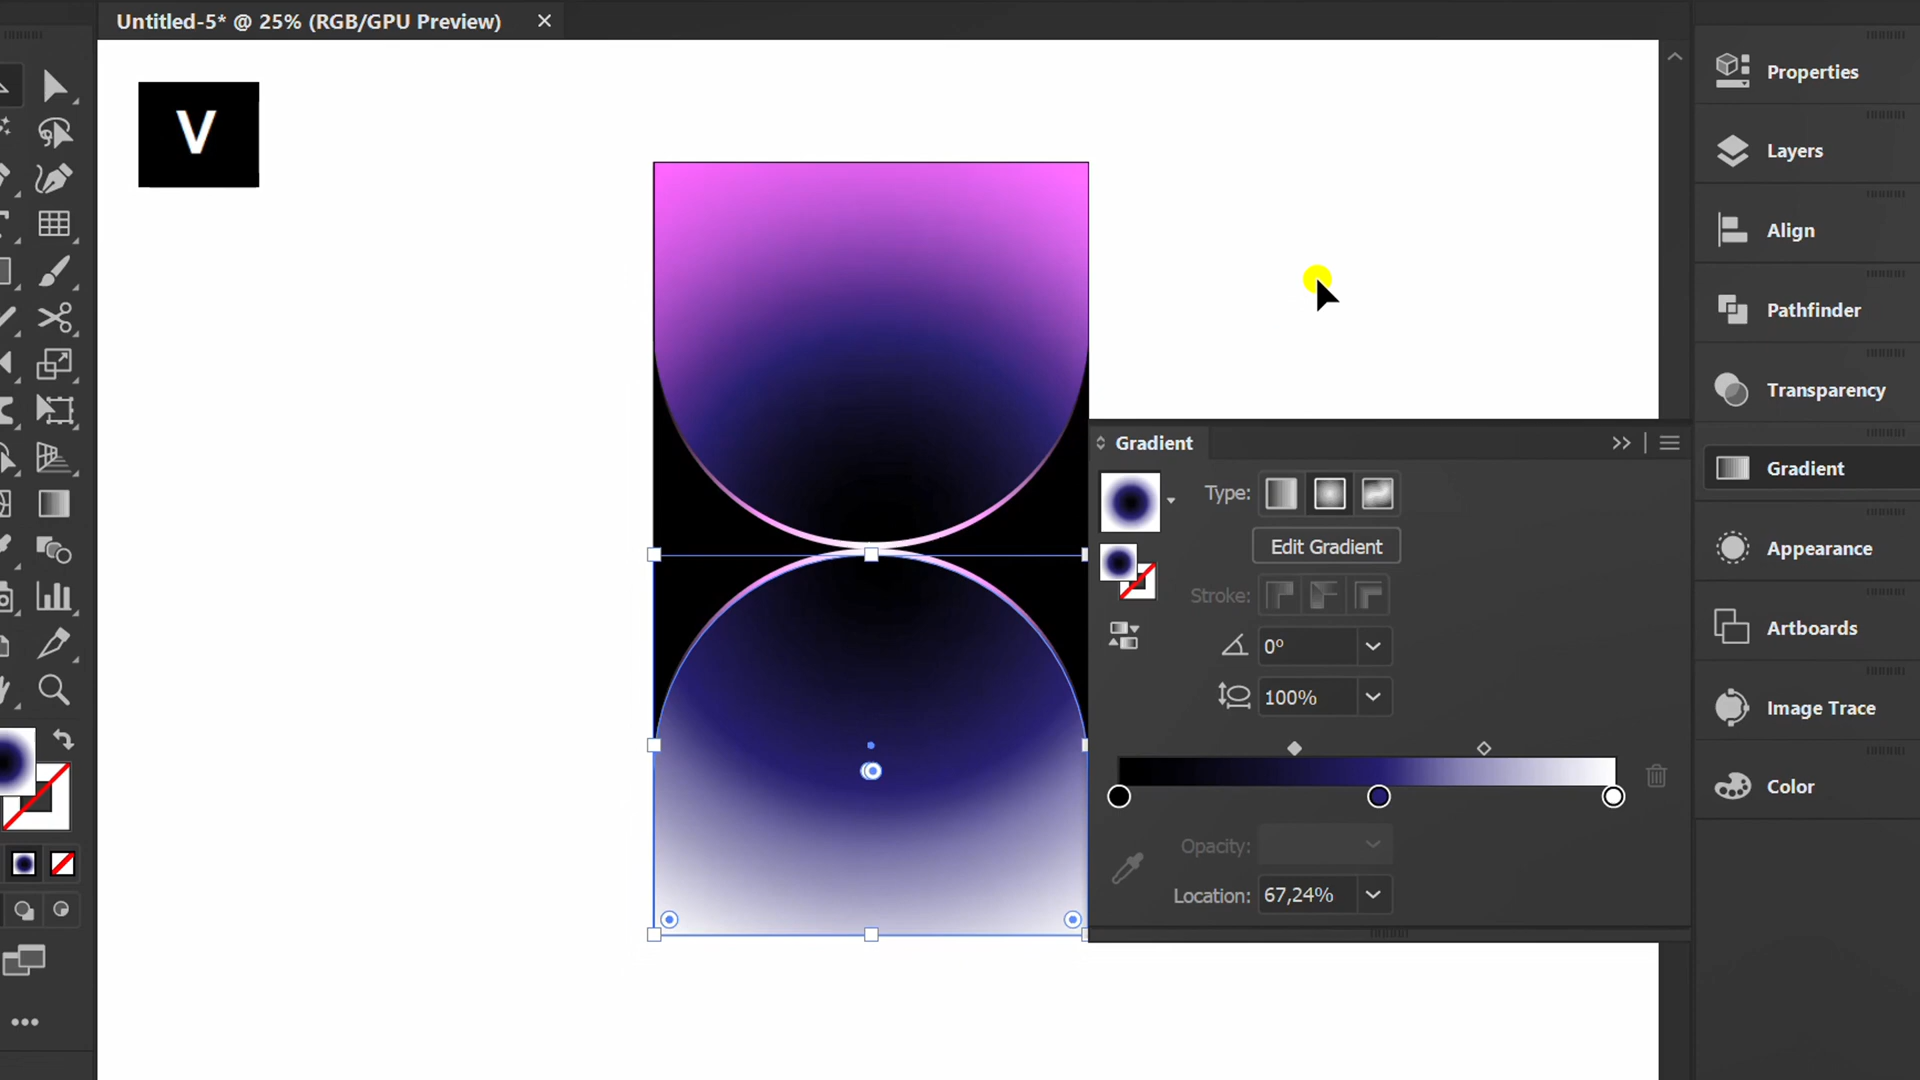 Untitled-5* @ 25% (RGB/GPU Preview)
V
Properties
Layers
Align
Pathfinder
Transparency
Gradient
Appearance
Artboards
Image Trace
Color
Gradient
Type:
Edit Gradient
Stroke:
0°
100%
Opacity:
Location: 67,24%